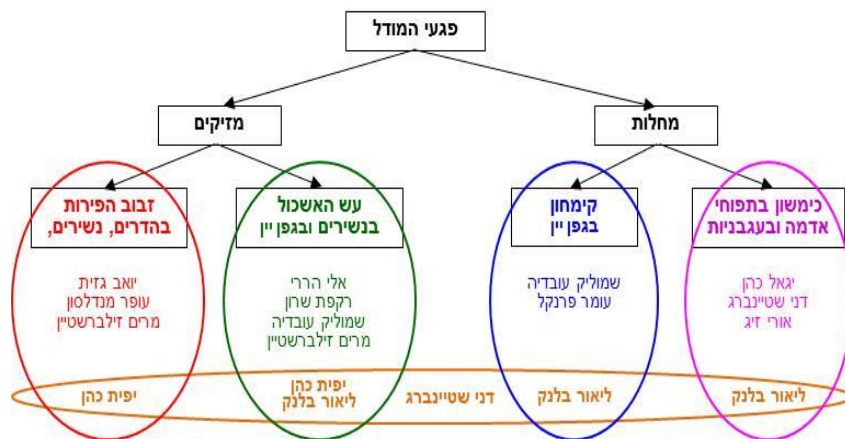 פגעי המודל
מחלות
מזיקים
כימשון בתפוחי
אדמה ובעגבניות
יגאל כהן
דני שטיינברג
אורי זיג
קימחון
בגפן יין
שמוליק עובדיה
עומר פרנקל
עש האשכול
בנשירים ובגפן יין
אלי הררי
רקפת שרון
שמוליק עובדיה
מרים זילברשטיין
זבוב הפירות
בהדרים, נשירים,
יואב גזית
עופר מנדלסון
מרים זילברשטיין
ליאור בלנק
ליאור בלנק
דני שטיינברג
יפית כהן
ליאור בלנק
יפית כהן